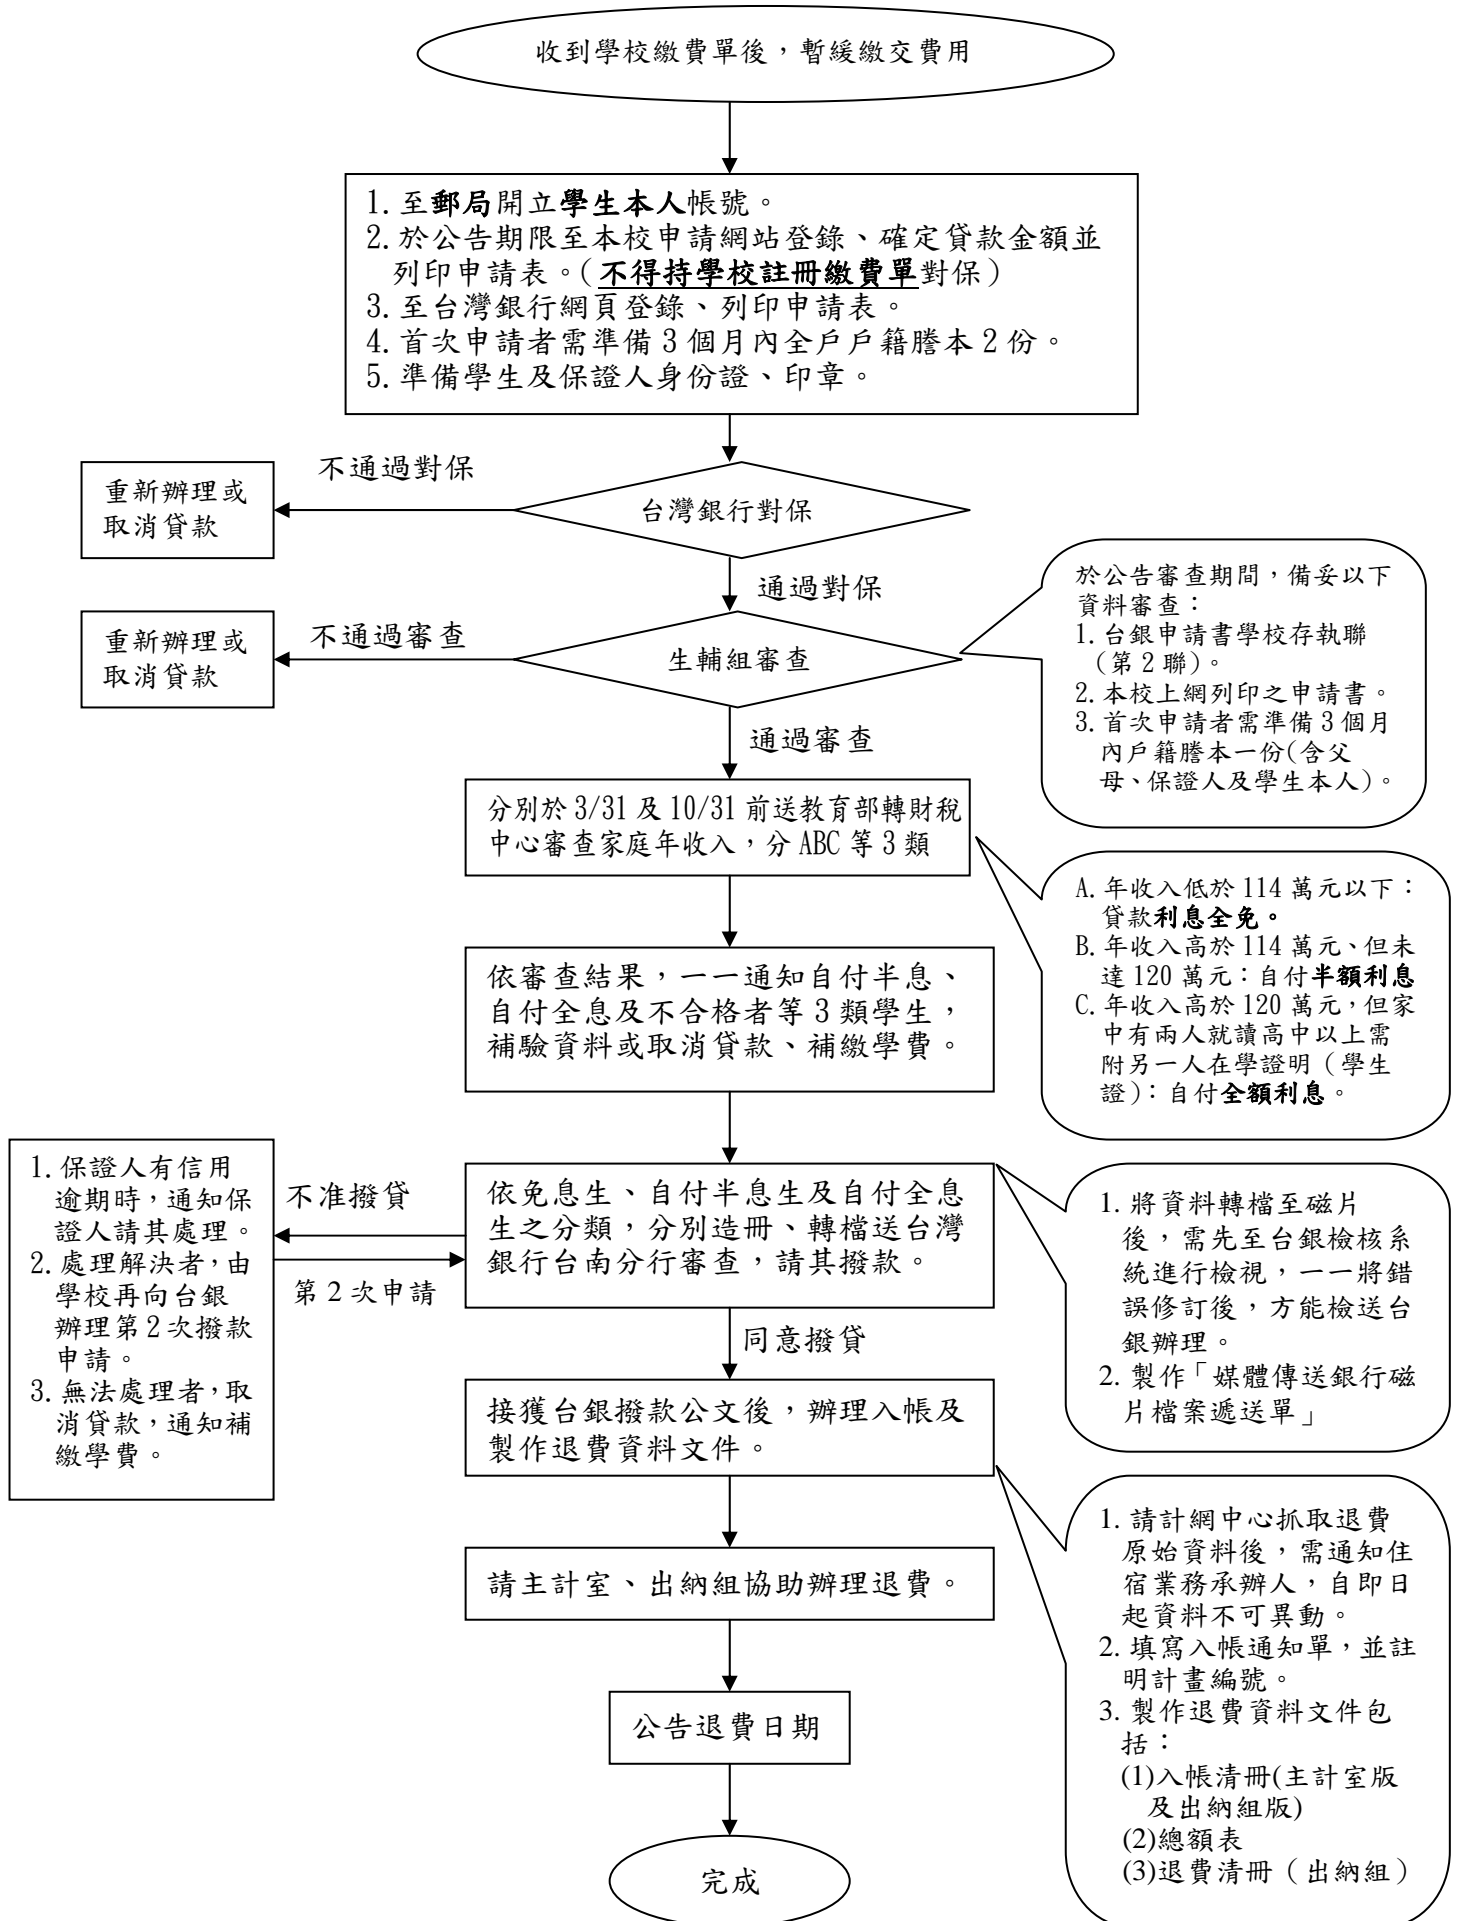 收到學校繳費單後，暫緩繳交費用
1.至郵局開立學生本人帳號。
2.於公告期限至本校申請網站登錄、確定貸款金額並
列印申請表。(不得持學校註冊繳費單對保)
3.至台灣銀行網頁登錄、列印申請表。
4.首次申請者需準備3個月內全戶戶籍謄本2份。
5.準備學生及保證人身份證、印章。
不通過對保
重新辦理或
取消貸款
台灣銀行對保
通過對保
不通過審查
重新辦理或
取消貸款
生輔組審查
通過審查
於公告審查期間，備妥以下
資料審查：
1.台銀申請書學校存執聯
(第2聯)。
2.本校上網列印之申請書。
3.首次申請者需準備3個月
內戶籍謄本一份(含父
母、保證人及學生本人)。
分別於3/31及10/31前送教育部轉財稅
中心審查家庭年收入，分ABC等3類
A.年收入低於114萬元以下：
貸款利息全免。
B.年收入高於114萬元、但未
達120萬元：自付半額利息
C.年收入高於120萬元，但家
中有兩人就讀高中以上需
附另一人在學證明（學生
證）：自付全額利息。
依審查結果，一一通知自付半息、
自付全息及不合格者等3類學生，
補驗資料或取消貸款、補繳學費。
1.保證人有信用
逾期時，通知保
證人請其處理。
2.處理解決者，由
學校再向台銀
辦理第2次撥款
申請。
3.無法處理者，取
消貸款，通知補
繳學費。
不准撥貸
第2次申請
依免息生、自付半息生及自付全息
生之分類，分別造冊、轉檔送台灣
銀行台南分行審查，請其撥款。
同意撥貸
1.將資料轉檔至磁片
後，需先至台銀檢核系
統進行檢視，一一將錯
誤修訂後，方能檢送台
銀辦理。
2.製作「媒體傳送銀行磁
片檔案遞送單」
接獲台銀撥款公文後，辦理入帳及
製作退費資料文件。
請主計室、出納組協助辦理退費。
公告退費日期
完成
1.請計網中心抓取退費
原始資料後，需通知住
宿業務承辦人，自即日
起資料不可異動。
2.填寫入帳通知單，並註
明計畫編號。
3.製作退費資料文件包
括：
(1)入帳清冊(主計室版
及出納組版)
(2)總額表
(3)退費清冊（出納組）